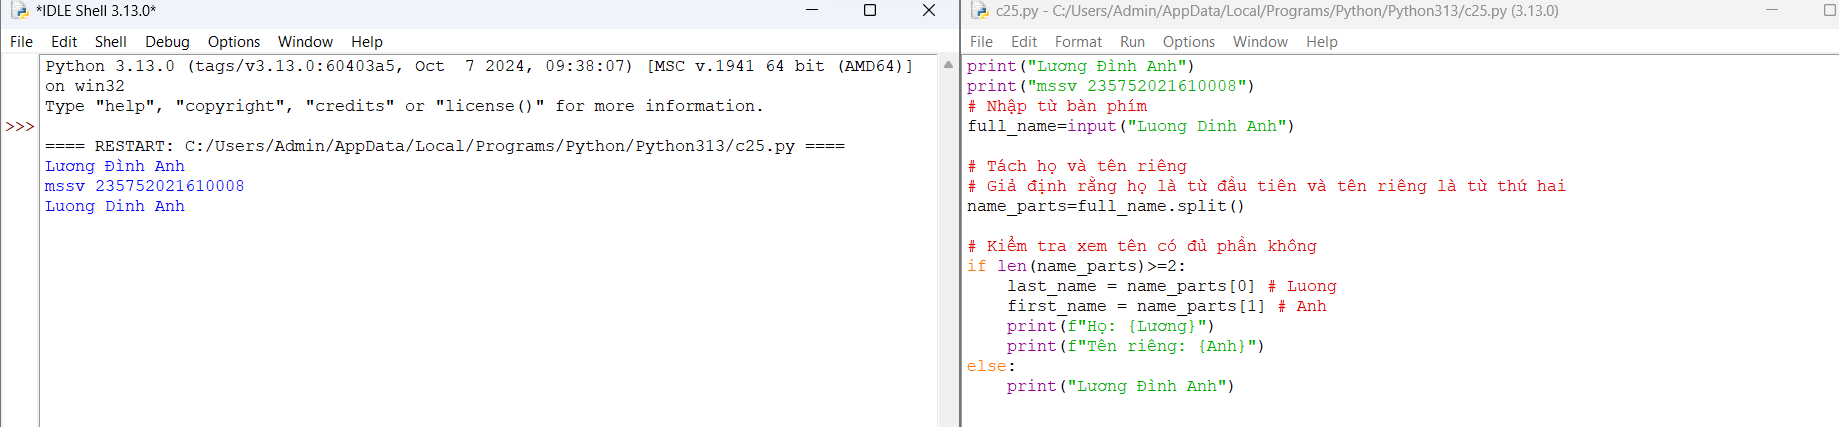 *IDLE Shell 3.13.0*
File Edit Shell Debug Options Window Help
Python 3.13.0 (tags/v3.13.0:60403a5, Oct  7 2024, 09:38:07) [MSC v.1941 64 bit (AMD64)]
on win32
Type "help", "copyright", "credits" or "license()" for more information.
>>>
==== RESTART: C:/Users/Admin/AppData/Local/Programs/Python/Python313/c25.py ====
Lương Đình Anh
mssv 235752021610008
Luong Dinh Anh
c25.py - C:/Users/Admin/AppData/Local/Programs/Python/Python313/c25.py (3.13.0)
File Edit Format Run Options Window Help
print("Lương Đình Anh")
print("mssv 235752021610008")
# Nhập từ bàn phím
full_name=input("Luong Dinh Anh")
# Tách họ và tên riêng
# Giả định rằng họ là từ đầu tiên và tên riêng là từ thứ hai
name_parts=full_name.split()
# Kiểm tra xem tên có đủ phần không
if len(name_parts)>=2:
    last_name = name_parts[0] # Luong
    first_name = name_parts[1] # Anh
    print(f"Họ: {Lương}")
    print(f"Tên riêng: {Anh}")
else:
    print("Lương Đình Anh")